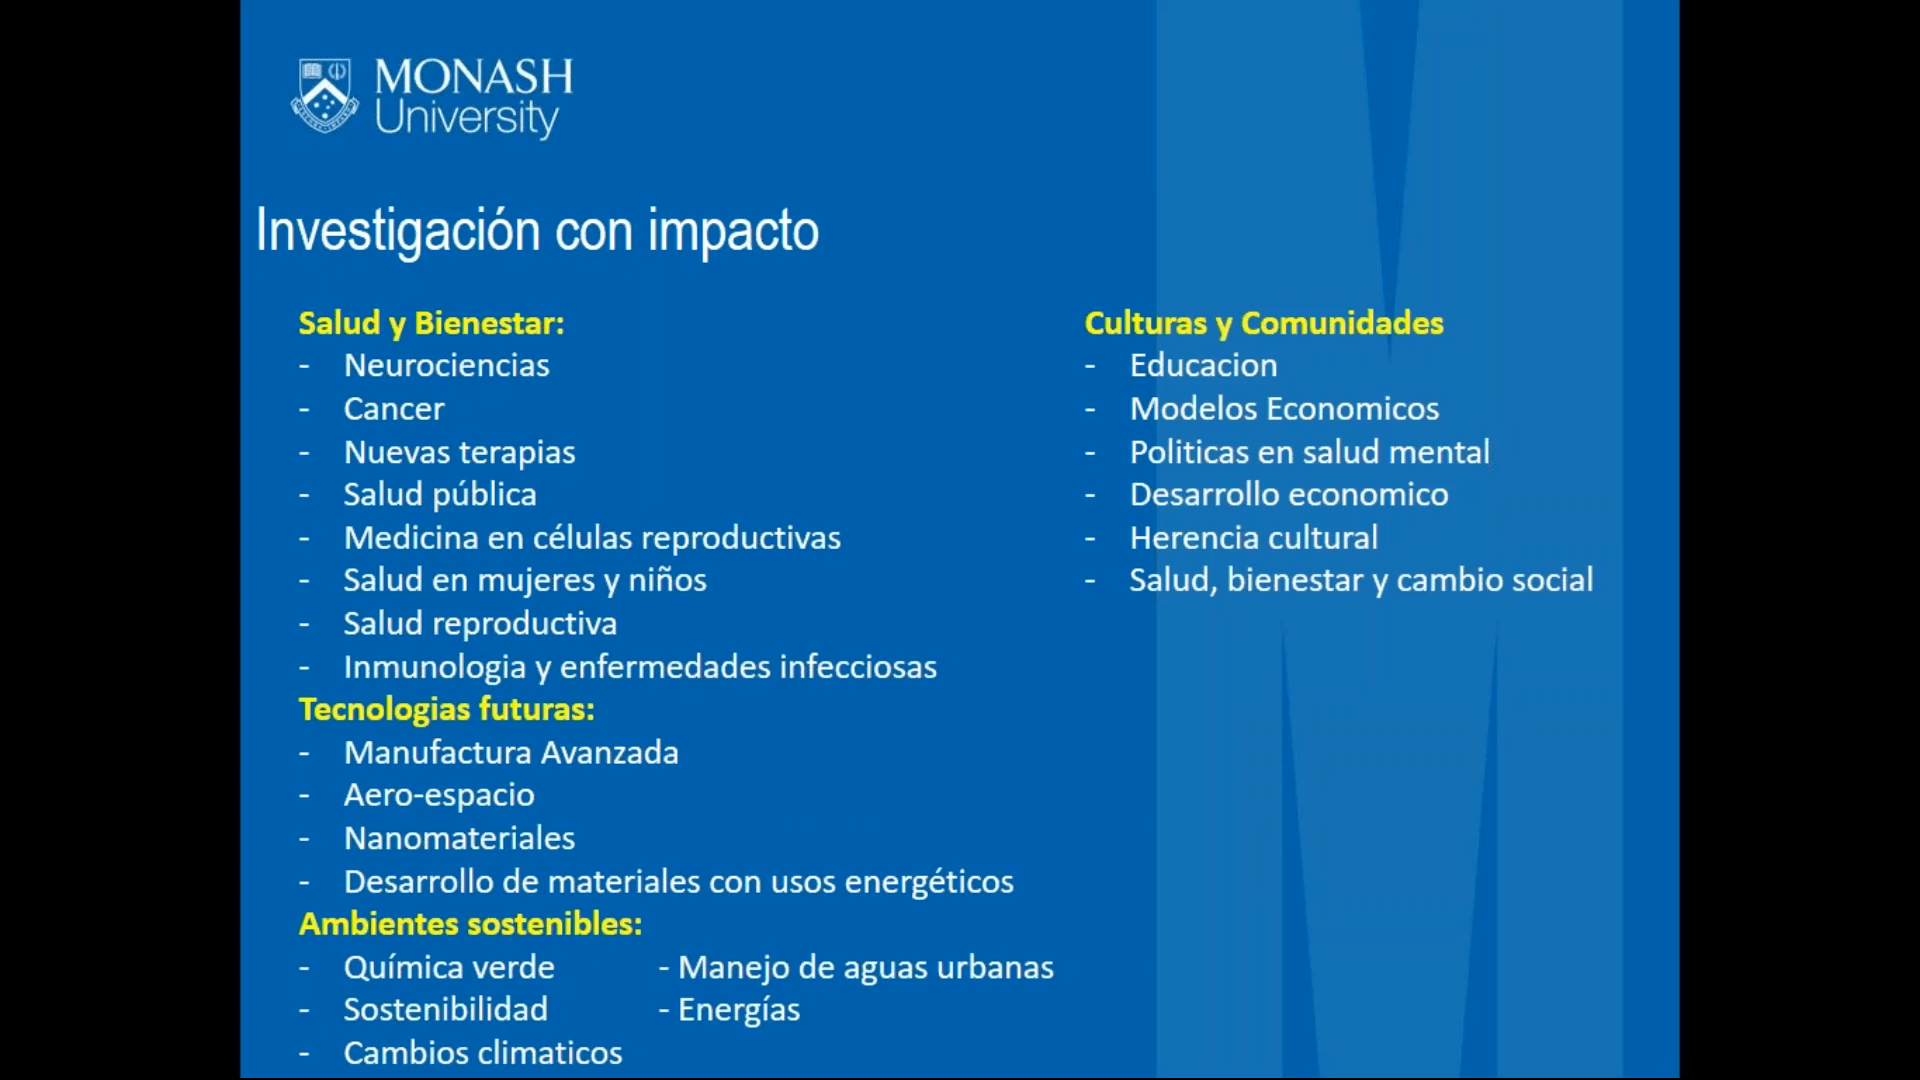 MONASH
University
Investigación con impacto
Salud y Bienestar:
- Neurociencias
- Cancer
- Nuevas terapias
- Salud pública
- Medicina en células reproductivas
- Salud en mujeres y niños
- Salud reproductiva
- Inmunologia y enfermedades infecciosas
Tecnologias futuras:
- Manufactura Avanzada
- Aero-espacio
- Nanomateriales
- Desarrollo de materiales con usos energéticos
Ambientes sostenibles:
- Química verde - Manejo de aguas urbanas
- Sostenibilidad - Energías
- Cambios climaticos
Culturas y Comunidades
- Educacion
- Modelos Economicos
- Politicas en salud mental
- Desarrollo economico
- Herencia cultural
- Salud, bienestar y cambio social